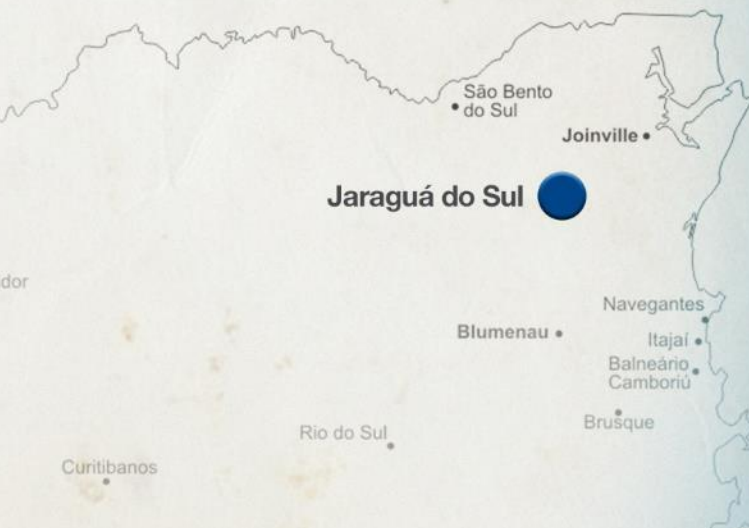 São Bento
do Sul
Joinville
Jaraguá do Sul
dor
Navegantes
Blumenau
Itajaí
Balneário
Camboriú
Brusque
Rio do Sul
Curitibanos